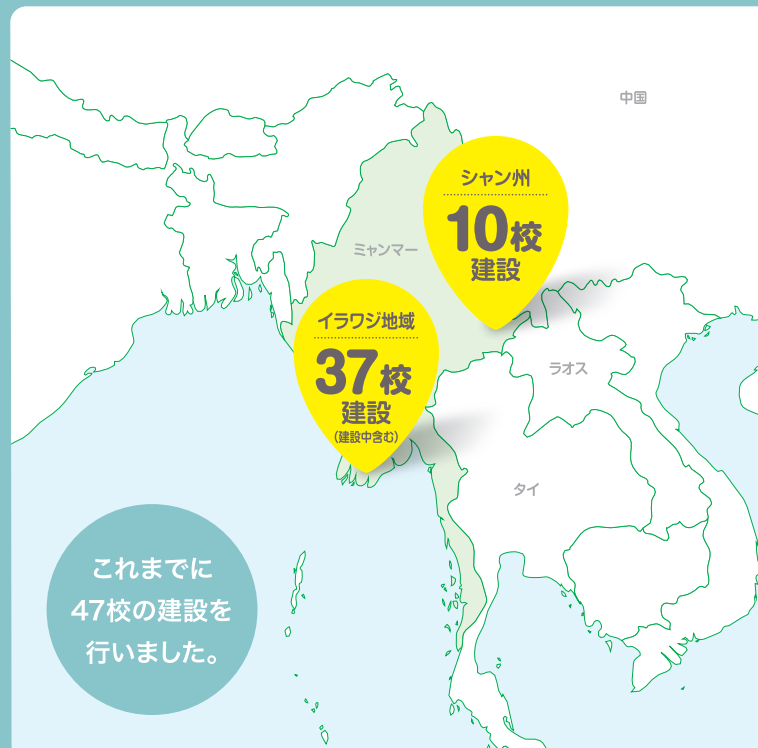 中国
シャン州
10校
建設
ミャンマー
イラワジ地域
37校
建設
(建設中含む)
ラオス
タイ
これまでに
47校の建設を
行いました。